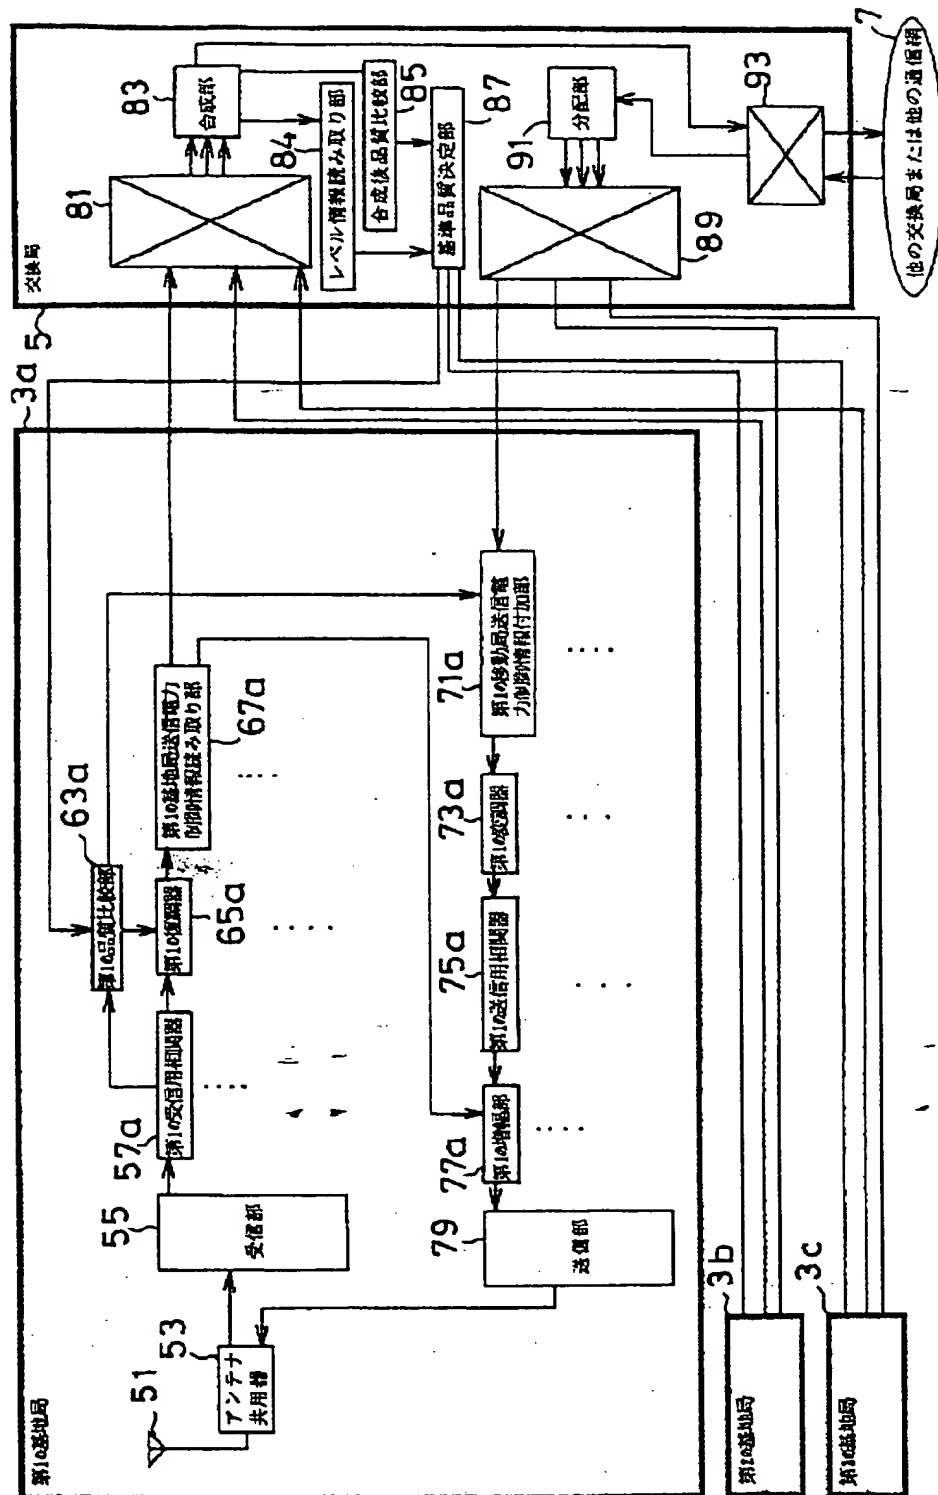 第1の基地局
51
53
アンテナ
共用器
55
受信部
57a
第1の受信用相関器
63a
第1の品質比較部
65a
第1の復調器
67a
第1の基地局送信電力
制御情報読み取り部
71a
第1の移動局送信電
力制御情報付加部
73a
第1の変調器
75a
第1の送信用相関器
77a
第1の増幅部
79
送信部
3a
3b
第2の基地局
3c
第3の基地局
5
交換局
81
83
合成部
84
レベル情報読み取り部
85
合成後品質比較部
87
基準品質決定部
89
91
分配部
93
7
他の交換局または他の通信網